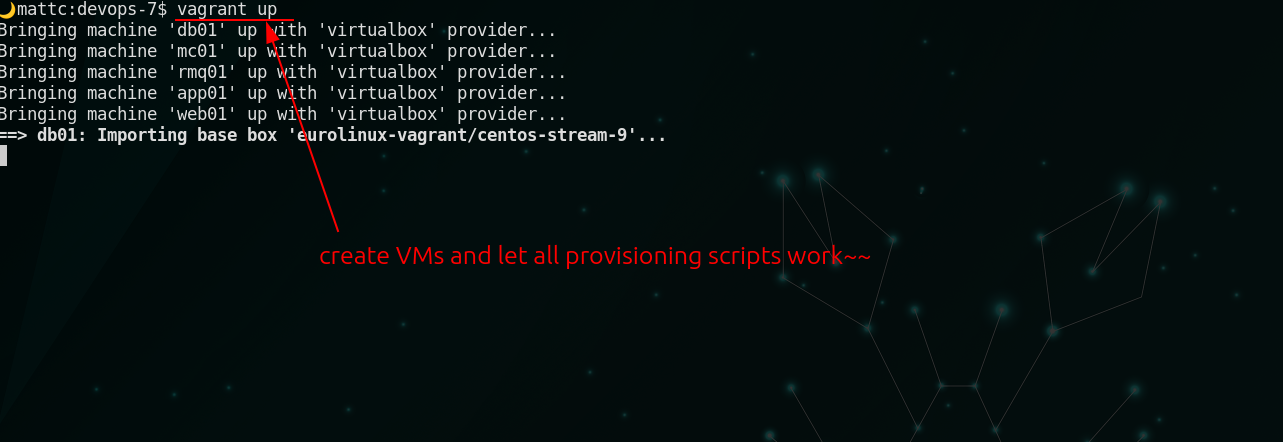 🌙mattc:devops-7$ vagrant up
Bringing machine 'db01' up with 'virtualbox' provider...
Bringing machine 'mc01' up with 'virtualbox' provider...
Bringing machine 'rmq01' up with 'virtualbox' provider...
Bringing machine 'app01' up with 'virtualbox' provider...
Bringing machine 'web01' up with 'virtualbox' provider...
==> db01: Importing base box 'eurolinux-vagrant/centos-stream-9'...
create VMs and let all provisioning scripts work~~